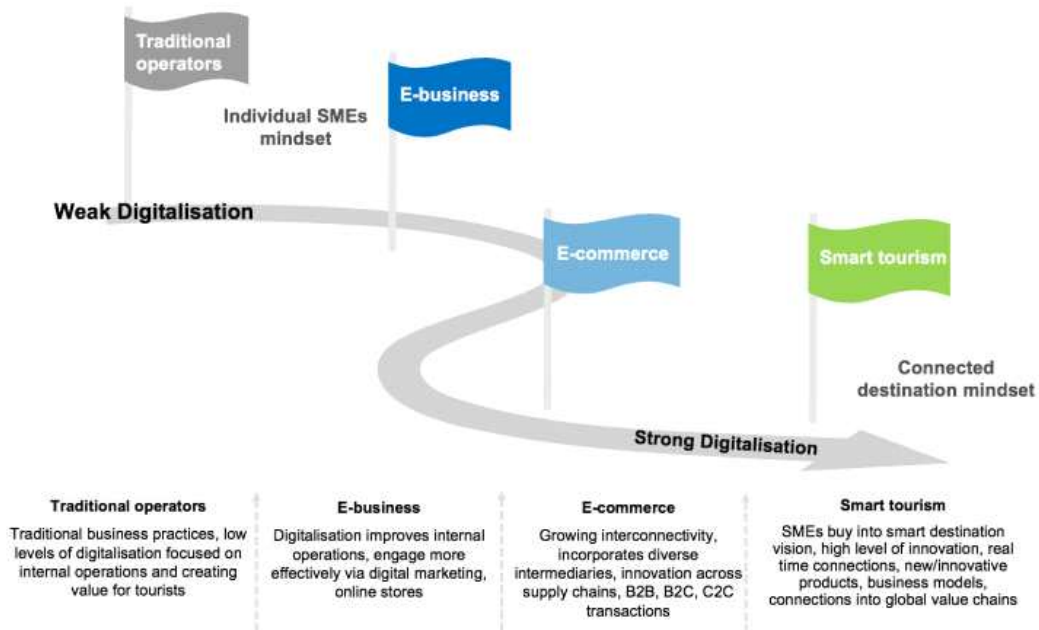 Traditional
operators
E-business
Individual SMEs
mindset
Weak Digitalisation
E-commerce
Smart tourism
Connected
destination mindset
Strong Digitalisation
Traditional operators
Traditional business practices, low
levels of digitalisation focused on
internal operations and creating
value for tourists
E-business
Digitalisation improves internal
operations, engage more
effectively via digital marketing,
online stores
E-commerce
Growing interconnectivity,
incorporates diverse
intermediaries, innovation across
supply chains, B2B, B2C, C2C
transactions
Smart tourism
SMEs buy into smart destination
vision, high level of innovation, real
time connections, new/innovative
products, business models,
connections into global value chains